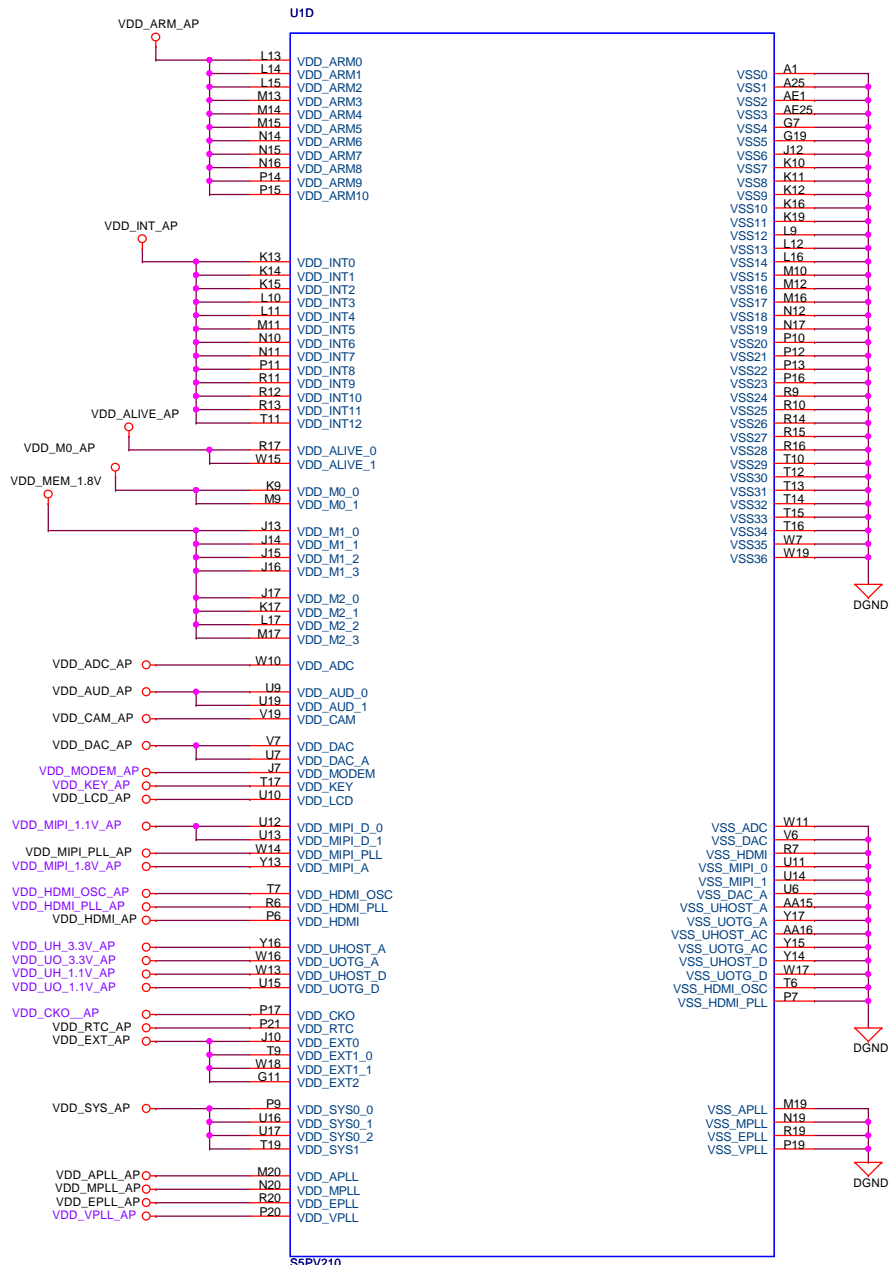 U1D
VDD_ARM_AP
L13 VDD_ARM0
L14 VDD_ARM1
L15 VDD_ARM2
M13 VDD_ARM3
M14 VDD_ARM4
M15 VDD_ARM5
N14 VDD_ARM6
N15 VDD_ARM7
N16 VDD_ARM8
P14 VDD_ARM9
P15 VDD_ARM10
VDD_INT_AP
K13 VDD_INT0
K14 VDD_INT1
K15 VDD_INT2
L10 VDD_INT3
L11 VDD_INT4
M11 VDD_INT5
N10 VDD_INT6
N11 VDD_INT7
P11 VDD_INT8
R11 VDD_INT9
R12 VDD_INT10
R13 VDD_INT11
T11 VDD_INT12
VDD_ALIVE_AP
R17 VDD_ALIVE_0
W15 VDD_ALIVE_1
VDD_M0_AP
K9 VDD_M0_0
M9 VDD_M0_1
VDD_MEM_1.8V
J13 VDD_M1_0
J14 VDD_M1_1
J15 VDD_M1_2
J16 VDD_M1_3
J17 VDD_M2_0
K17 VDD_M2_1
L17 VDD_M2_2
M17 VDD_M2_3
VDD_ADC_AP W10 VDD_ADC
VDD_AUD_AP U9 VDD_AUD_0
U19 VDD_AUD_1
VDD_CAM_AP V19 VDD_CAM
VDD_DAC_AP V7 VDD_DAC
U7 VDD_DAC_A
VDD_MODEM_AP J7 VDD_MODEM
VDD_KEY_AP T17 VDD_KEY
VDD_LCD_AP U10 VDD_LCD
VDD_MIPI_1.1V_AP U12 VDD_MIPI_D_0
U13 VDD_MIPI_D_1
VDD_MIPI_PLL_AP W14 VDD_MIPI_PLL
VDD_MIPI_1.8V_AP Y13 VDD_MIPI_A
VDD_HDMI_OSC_AP T7 VDD_HDMI_OSC
VDD_HDMI_PLL_AP R6 VDD_HDMI_PLL
VDD_HDMI_AP P6 VDD_HDMI
VDD_UH_3.3V_AP Y16 VDD_UHOST_A
VDD_UO_3.3V_AP W16 VDD_UOTG_A
VDD_UH_1.1V_AP W13 VDD_UHOST_D
VDD_UO_1.1V_AP U15 VDD_UOTG_D
VDD_CKO__AP P17 VDD_CKO
VDD_RTC_AP P21 VDD_RTC
VDD_EXT_AP J10 VDD_EXT0
T9 VDD_EXT1_0
W18 VDD_EXT1_1
G11 VDD_EXT2
VDD_SYS_AP P9 VDD_SYS0_0
U16 VDD_SYS0_1
U17 VDD_SYS0_2
T19 VDD_SYS1
VDD_APLL_AP M20 VDD_APLL
VDD_MPLL_AP N20 VDD_MPLL
VDD_EPLL_AP R20 VDD_EPLL
VDD_VPLL_AP P20 VDD_VPLL
VSS0 A1
VSS1 A25
VSS2 AE1
VSS3 AE25
VSS4 G7
VSS5 G19
VSS6 J12
VSS7 K10
VSS8 K11
VSS9 K12
VSS10 K16
VSS11 K19
VSS12 L9
VSS13 L12
VSS14 L16
VSS15 M10
VSS16 M12
VSS17 M16
VSS18 N12
VSS19 N17
VSS20 P10
VSS21 P12
VSS22 P13
VSS23 P16
VSS24 R9
VSS25 R10
VSS26 R14
VSS27 R15
VSS28 R16
VSS29 T10
VSS30 T12
VSS31 T13
VSS32 T14
VSS33 T15
VSS34 T16
VSS35 W7
VSS36 W19
DGND
VSS_ADC W11
VSS_DAC V6
VSS_HDMI R7
VSS_MIPI_0 U11
VSS_MIPI_1 U14
VSS_DAC_A U6
VSS_UHOST_A AA15
VSS_UOTG_A Y17
VSS_UHOST_AC AA16
VSS_UOTG_AC Y15
VSS_UHOST_D Y14
VSS_UOTG_D W17
VSS_HDMI_OSC T6
VSS_HDMI_PLL P7
DGND
VSS_APLL M19
VSS_MPLL N19
VSS_EPLL R19
VSS_VPLL P19
DGND
S5PV210